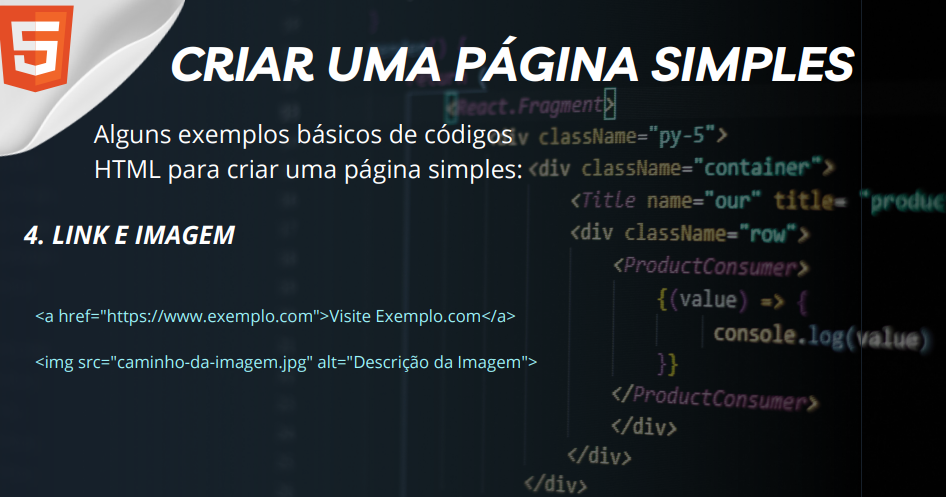 CRIAR UMA PÁGINA SIMPLES
Alguns exemplos básicos de códigos
HTML para criar uma página simples:
4. LINK E IMAGEM
<a href="https://www.exemplo.com">Visite Exemplo.com</a>
<img src="caminho-da-imagem.jpg" alt="Descrição da Imagem">
<React.Fragment>
div className="py-5">
<div className="container">
<Title name="our" title= "produc
<div className="row">
<ProductConsumer>
{(value) => {
console.log(value)
}}
</ProductConsumer>
</div>
</div>
</div>